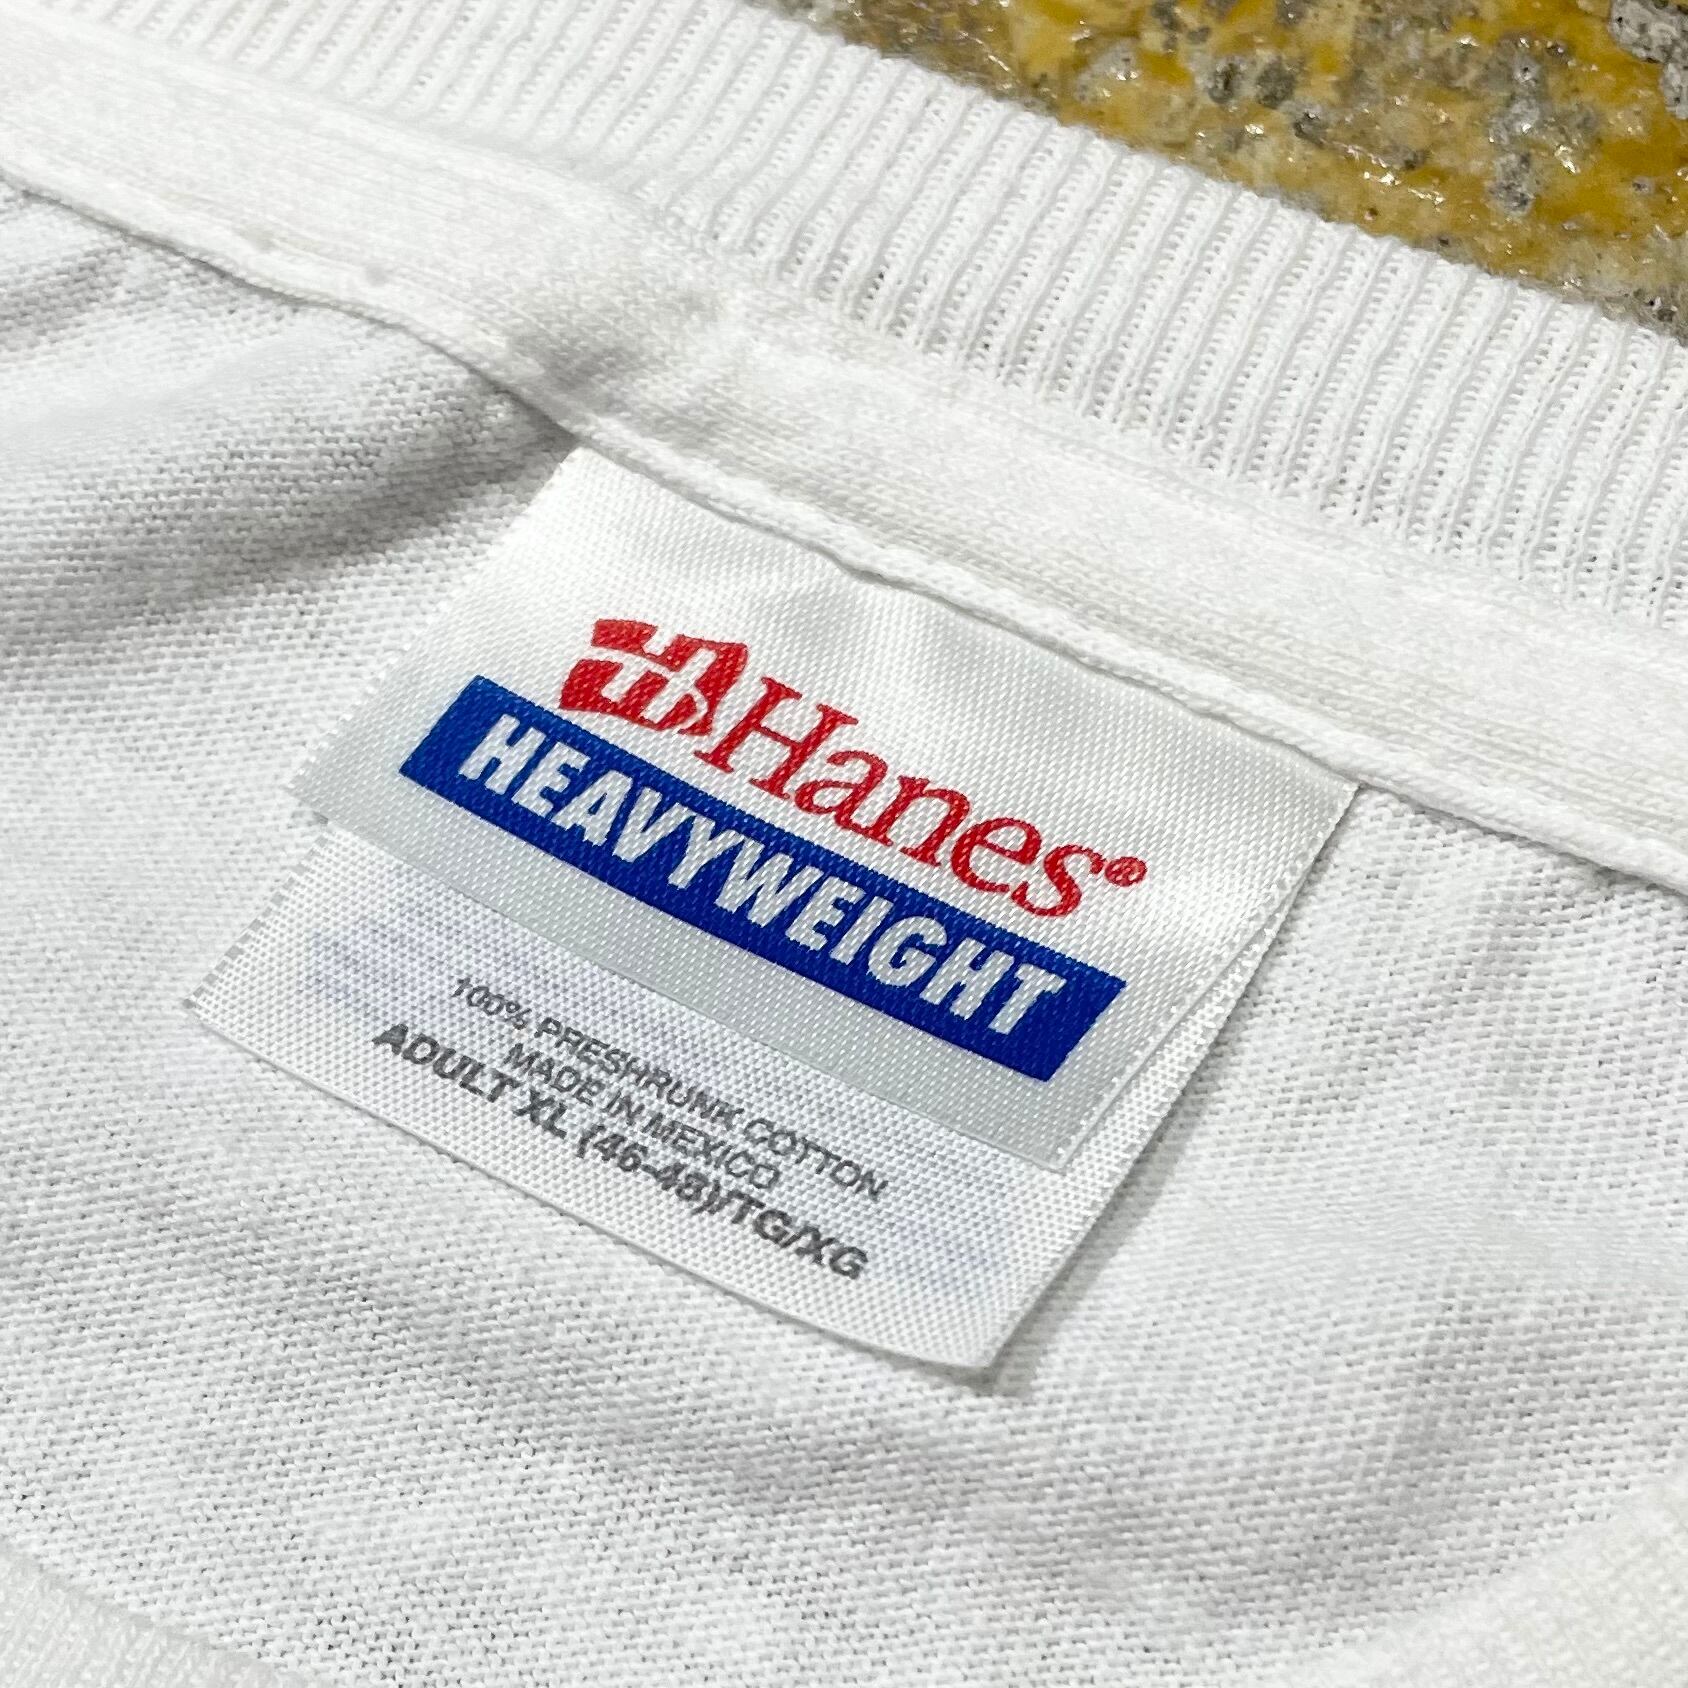 Hanes®
HEAVYWEIGHT
100% PRESHRUNK COTTON
MADE IN MEXICO
ADULT XL (46-48)/TG/XG